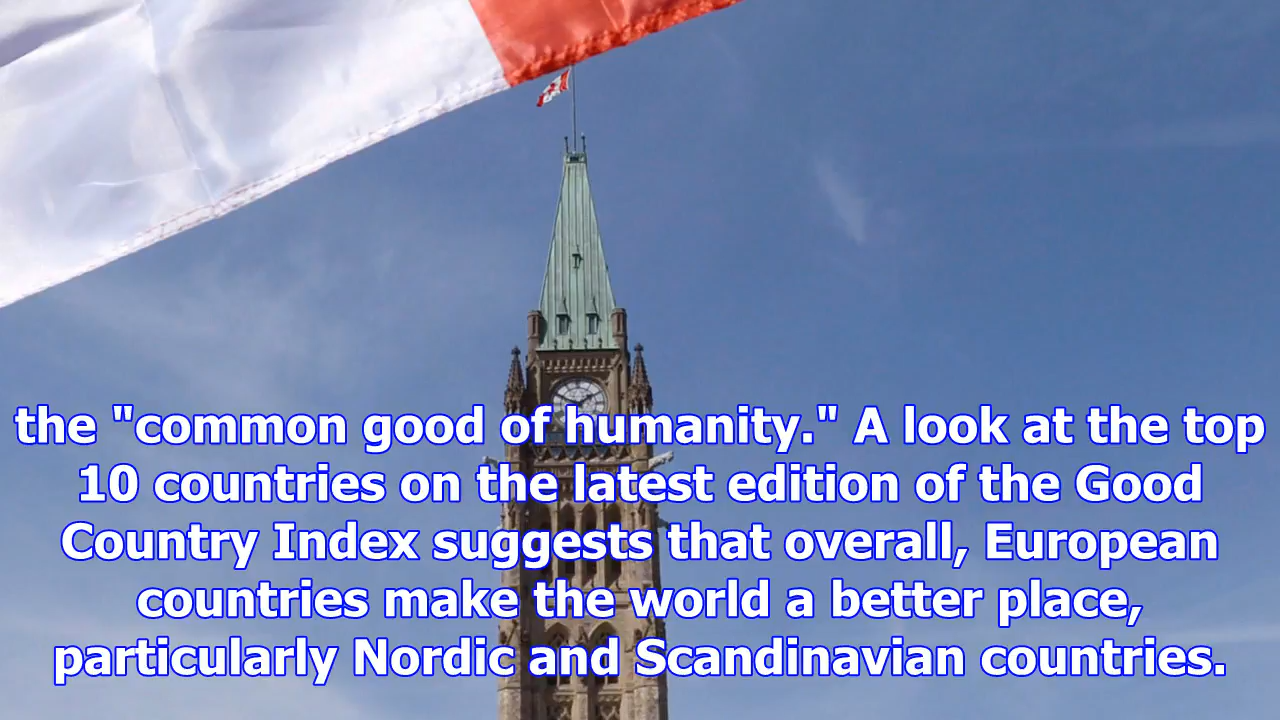 the "common good of humanity." A look at the top
10 countries on the latest edition of the Good
Country Index suggests that overall, European
countries make the world a better place,
particularly Nordic and Scandinavian countries.